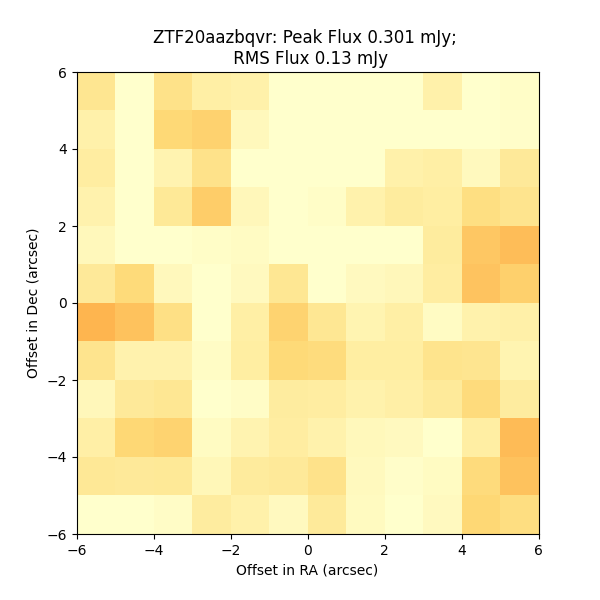 ZTF20aazbqvr: Peak Flux 0.301 mJy;
RMS Flux 0.13 mJy
6
4
2
0
−2
−4
−6
Offset in Dec (arcsec)
−6 −4 −2 0 2 4 6
Offset in RA (arcsec)